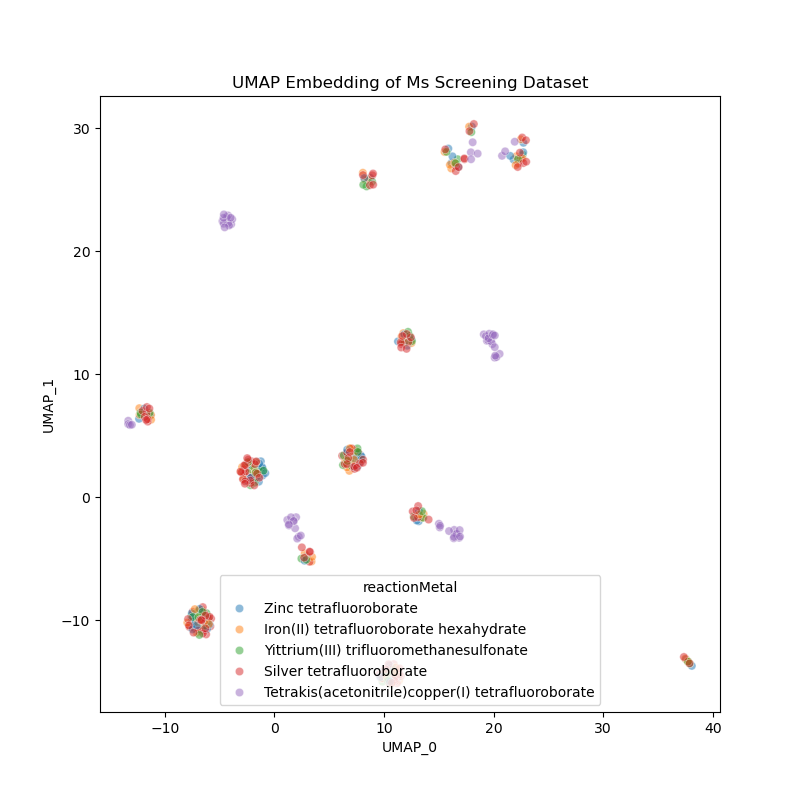 UMAP Embedding of Ms Screening Dataset
30
20
10
0
−10
UMAP_1
reactionMetal
Zinc tetrafluoroborate
Iron(II) tetrafluoroborate hexahydrate
Yittrium(III) trifluoromethanesulfonate
Silver tetrafluoroborate
Tetrakis(acetonitrile)copper(I) tetrafluoroborate
−10 0 10 20 30 40
UMAP_0